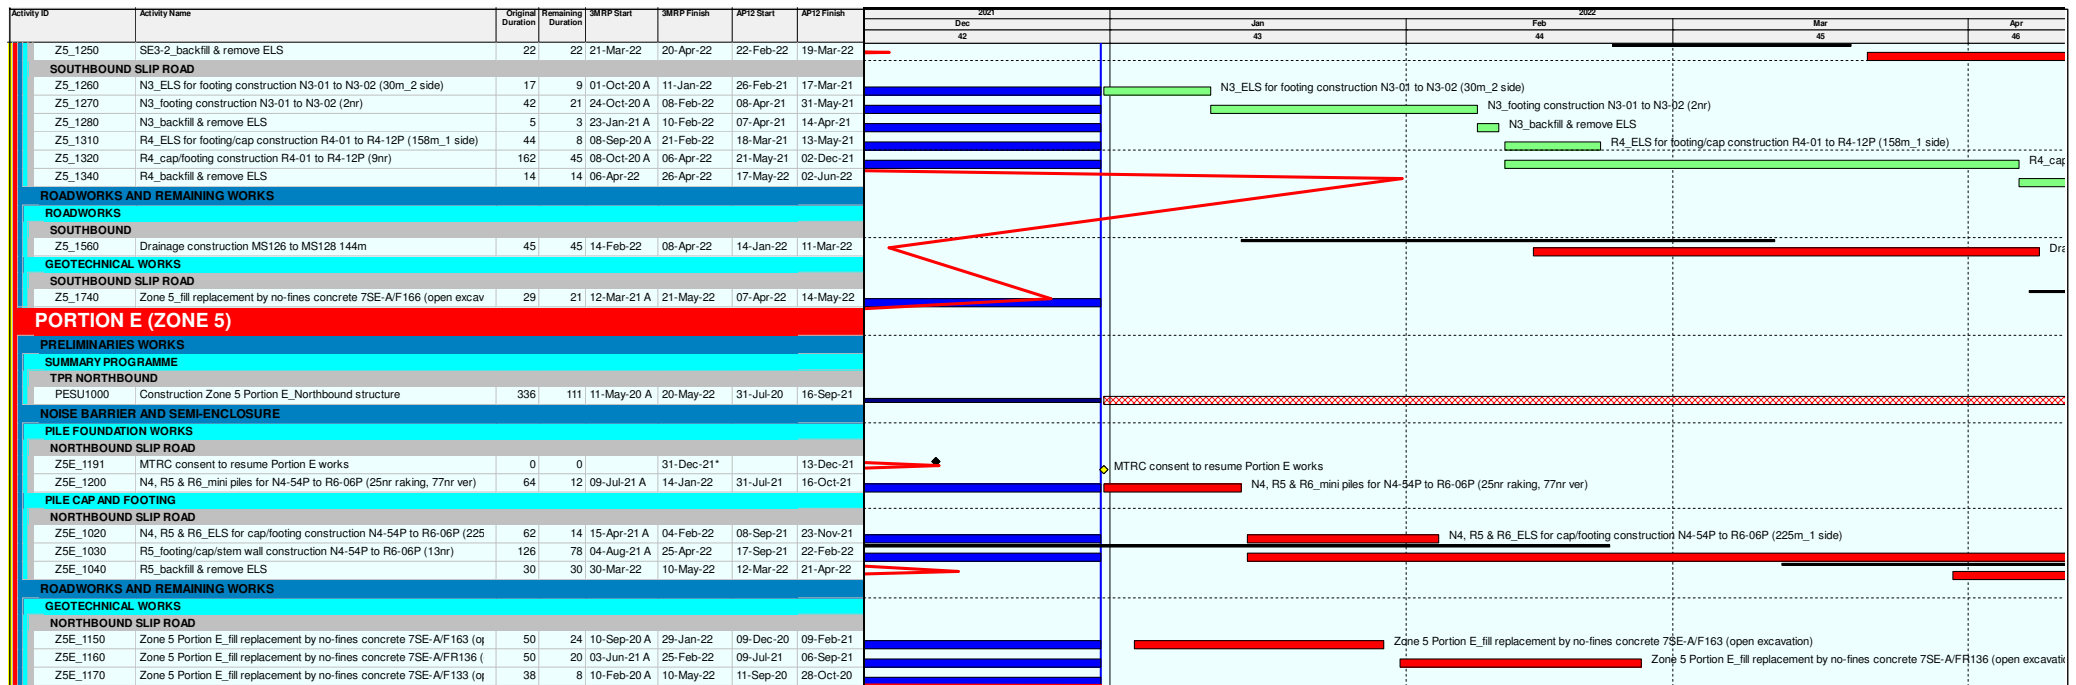 Activity ID Activity Name Original Duration Remaining Duration 3MRP Start 3MRP Finish AP12 Start AP12 Finish 2021 2022
Dec Jan Feb Mar Apr
42 43 44 45 46
Z5_1250 SE3-2_backfill & remove ELS 22 22 21-Mar-22 20-Apr-22 22-Feb-22 19-Mar-22
SOUTHBOUND SLIP ROAD
Z5_1260 N3_ELS for footing construction N3-01 to N3-02 (30m_2 side) 17 9 01-Oct-20 A 11-Jan-22 26-Feb-21 17-Mar-21 N3_ELS for footing construction N3-01 to N3-02 (30m_2 side)
Z5_1270 N3_footing construction N3-01 to N3-02 (2nr) 42 21 24-Oct-20 A 08-Feb-22 08-Apr-21 31-May-21 N3_footing construction N3-01 to N3-02 (2nr)
Z5_1280 N3_backfill & remove ELS 5 3 23-Jan-21 A 10-Feb-22 07-Apr-21 14-Apr-21 N3_backfill & remove ELS
Z5_1310 R4_ELS for footing/cap construction R4-01 to R4-12P (158m_1 side) 44 8 08-Sep-20 A 21-Feb-22 18-Mar-21 13-May-21 R4_ELS for footing/cap construction R4-01 to R4-12P (158m_1 side)
Z5_1320 R4_cap/footing construction R4-01 to R4-12P (9nr) 162 45 08-Oct-20 A 06-Apr-22 21-May-21 02-Dec-21 R4_cap
Z5_1340 R4_backfill & remove ELS 14 14 06-Apr-22 26-Apr-22 17-May-22 02-Jun-22
ROADWORKS AND REMAINING WORKS
ROADWORKS
SOUTHBOUND
Z5_1560 Drainage construction MS126 to MS128 144m 45 45 14-Feb-22 08-Apr-22 14-Jan-22 11-Mar-22 Dra
GEOTECHNICAL WORKS
SOUTHBOUND SLIP ROAD
Z5_1740 Zone 5_fill replacement by no-fines concrete 7SE-A/F166 (open excav 29 21 12-Mar-21 A 21-May-22 07-Apr-22 14-May-22
PORTION E (ZONE 5)
PRELIMINARIES WORKS
SUMMARY PROGRAMME
TPR NORTHBOUND
PESU1000 Construction Zone 5 Portion E_Northbound structure 336 111 11-May-20 A 20-May-22 31-Jul-20 16-Sep-21
NOISE BARRIER AND SEMI-ENCLOSURE
PILE FOUNDATION WORKS
NORTHBOUND SLIP ROAD
Z5E_1191 MTRC consent to resume Portion E works 0 0 31-Dec-21* 13-Dec-21 MTRC consent to resume Portion E works
Z5E_1200 N4, R5 & R6_mini piles for N4-54P to R6-06P (25nr raking, 77nr ver) 64 12 09-Jul-21 A 14-Jan-22 31-Jul-21 16-Oct-21 N4, R5 & R6_mini piles for N4-54P to R6-06P (25nr raking, 77nr ver)
PILE CAP AND FOOTING
NORTHBOUND SLIP ROAD
Z5E_1020 N4, R5 & R6_ELS for cap/footing construction N4-54P to R6-06P (225 62 14 15-Apr-21 A 04-Feb-22 08-Sep-21 23-Nov-21 N4, R5 & R6_ELS for cap/footing construction N4-54P to R6-06P (225m_1 side)
Z5E_1030 R5_footing/cap/stem wall construction N4-54P to R6-06P (13nr) 126 78 04-Aug-21 A 25-Apr-22 17-Sep-21 22-Feb-22
Z5E_1040 R5_backfill & remove ELS 30 30 30-Mar-22 10-May-22 12-Mar-22 21-Apr-22
ROADWORKS AND REMAINING WORKS
GEOTECHNICAL WORKS
NORTHBOUND SLIP ROAD
Z5E_1150 Zone 5 Portion E_fill replacement by no-fines concrete 7SE-A/F163 (op 50 24 10-Sep-20 A 29-Jan-22 09-Dec-20 09-Feb-21 Zone 5 Portion E_fill replacement by no-fines concrete 7SE-A/F163 (open excavation)
Z5E_1160 Zone 5 Portion E_fill replacement by no-fines concrete 7SE-A/FR136 ( 50 20 03-Jun-21 A 25-Feb-22 09-Jul-21 06-Sep-21 Zone 5 Portion E_fill replacement by no-fines concrete 7SE-A/FR136 (open excavatio
Z5E_1170 Zone 5 Portion E_fill replacement by no-fines concrete 7SE-A/F133 (op 38 8 10-Feb-20 A 10-May-22 11-Sep-20 28-Oct-20